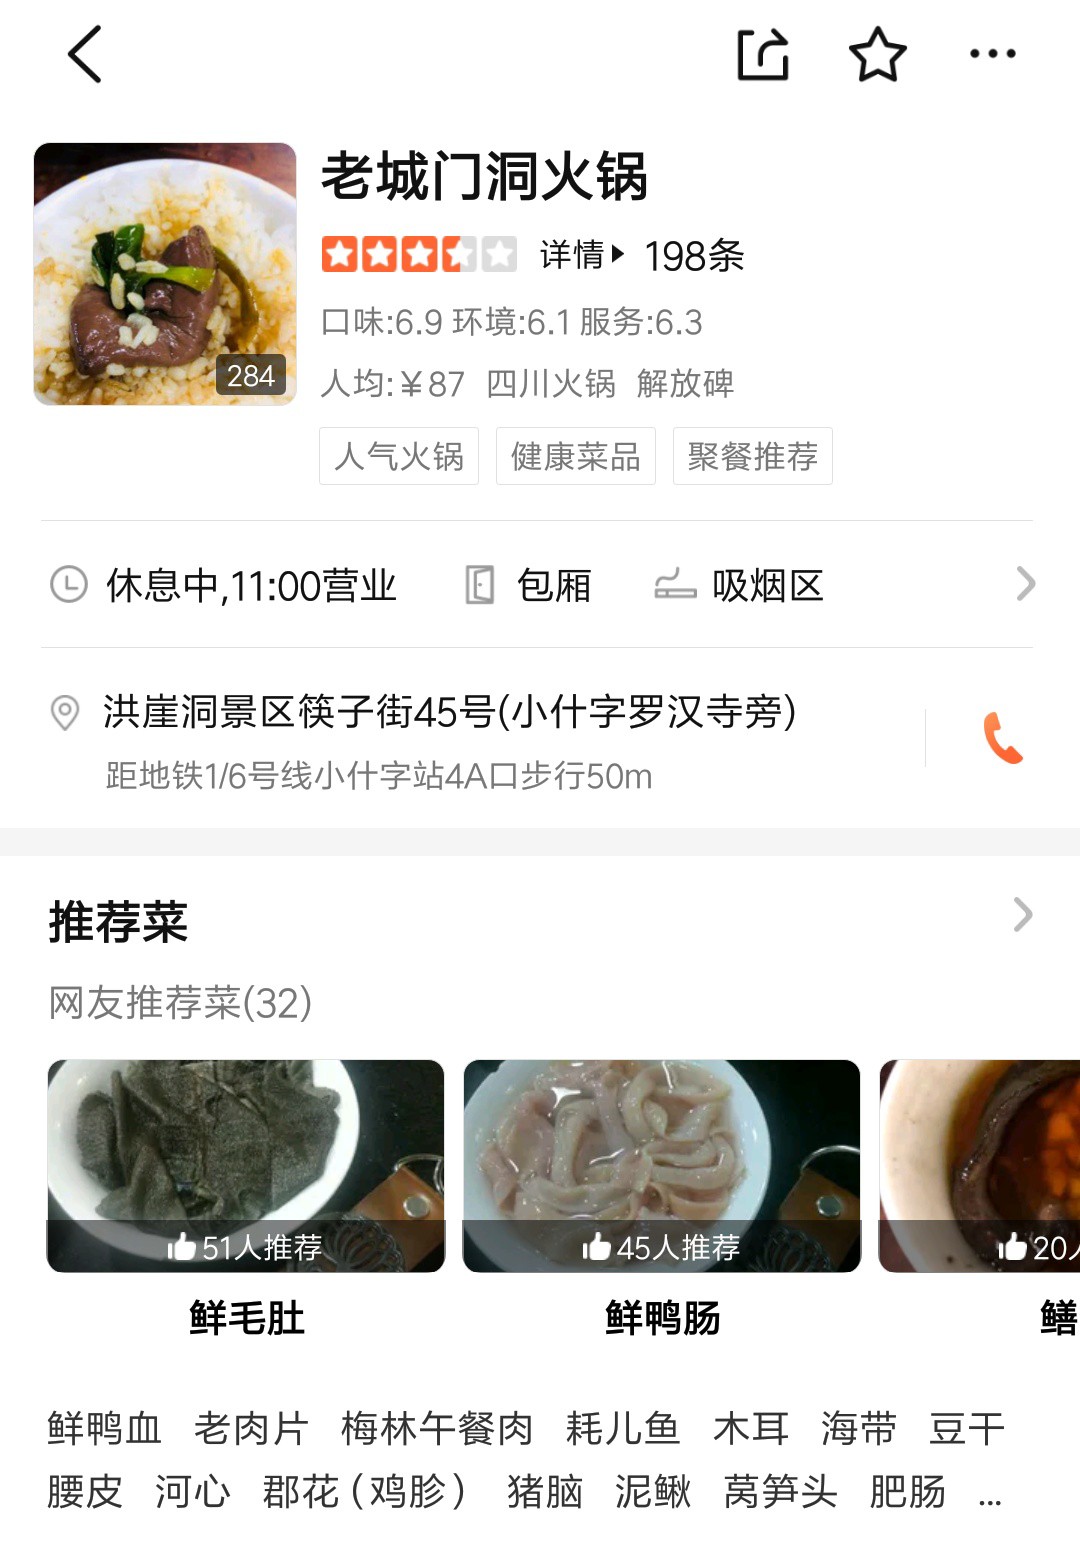 老城门洞火锅
详情 198条
口味:6.9 环境:6.1 服务:6.3
284
人均:¥87 四川火锅 解放碑
人气火锅 健康菜品 聚餐推荐
休息中,11:00营业 包厢 吸烟区
洪崖洞景区筷子街45号(小什字罗汉寺旁)
距地铁1/6号线小什字站4A口步行50m
推荐菜
网友推荐菜(32)
51人推荐 45人推荐 20人
鲜毛肚 鲜鸭肠 鳝
鲜鸭血 老肉片 梅林午餐肉 耗儿鱼 木耳 海带 豆干
腰皮 河心 郡花(鸡胗) 猪脑 泥鳅 莴笋头 肥肠 ...